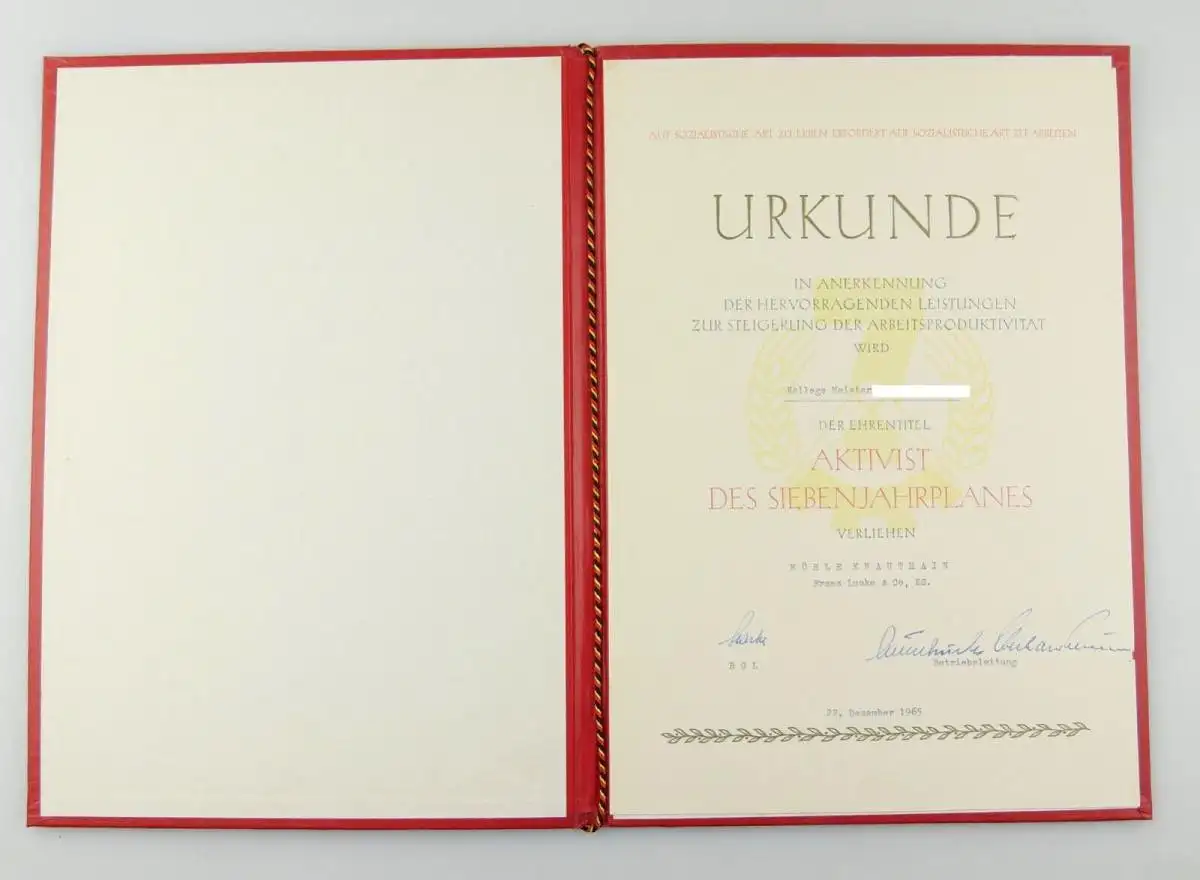 AUF SOZIALISTISCHE ART ZU LEBEN ERFORDERT AUF SOZIALISTISCHE ART ZU ARBEITEN
URKUNDE
IN ANERKENNUNG
DER HERVORRAGENDEN LEISTUNGEN
ZUR STEIGERUNG DER ARBEITSPRODUKTIVITÄT
WIRD
Kollege Meister
DER EHRENTITEL
AKTIVIST
DES SIEBENJAHRPLANES
VERLIEHEN
MÜHLE KNAUTHAIN
& Co, KG.
BGL
Betriebsleitung
22. Dezember 1965